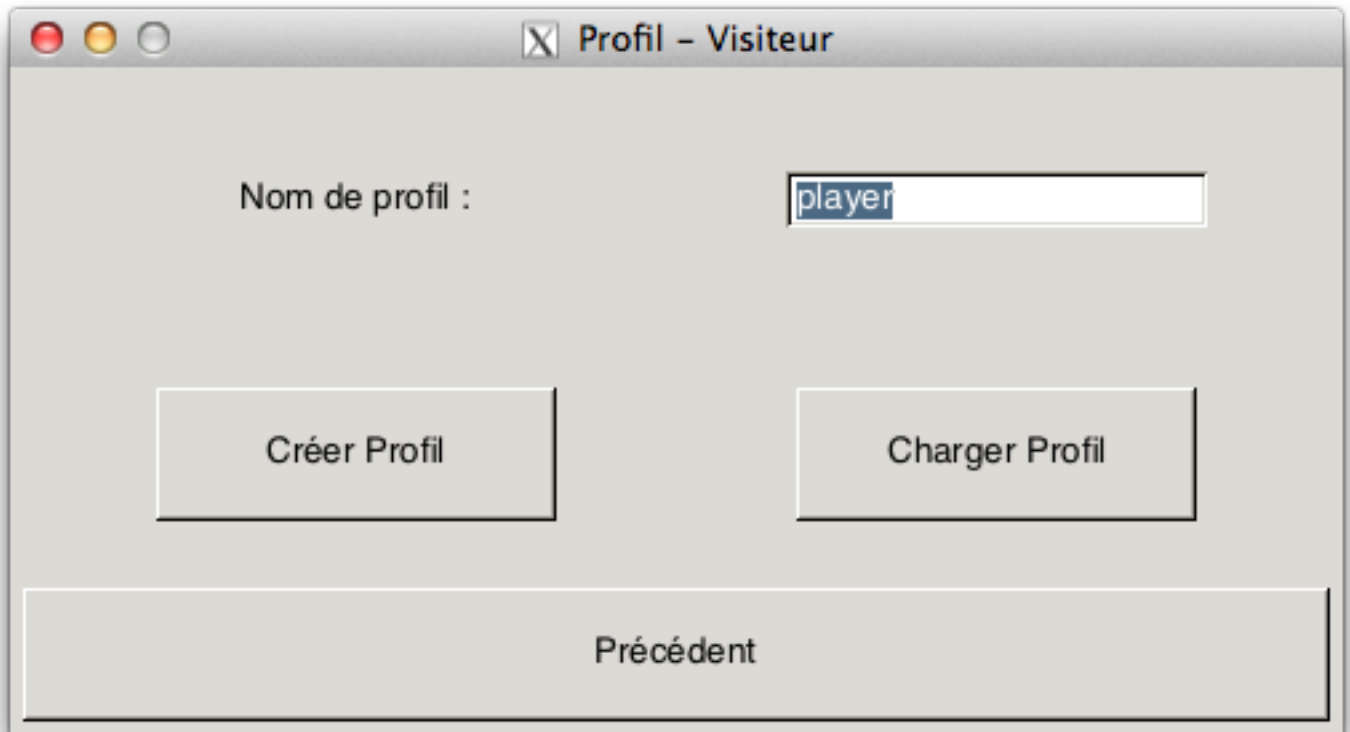 Profil – Visiteur
Nom de profil :
player
Créer Profil
Charger Profil
Précédent